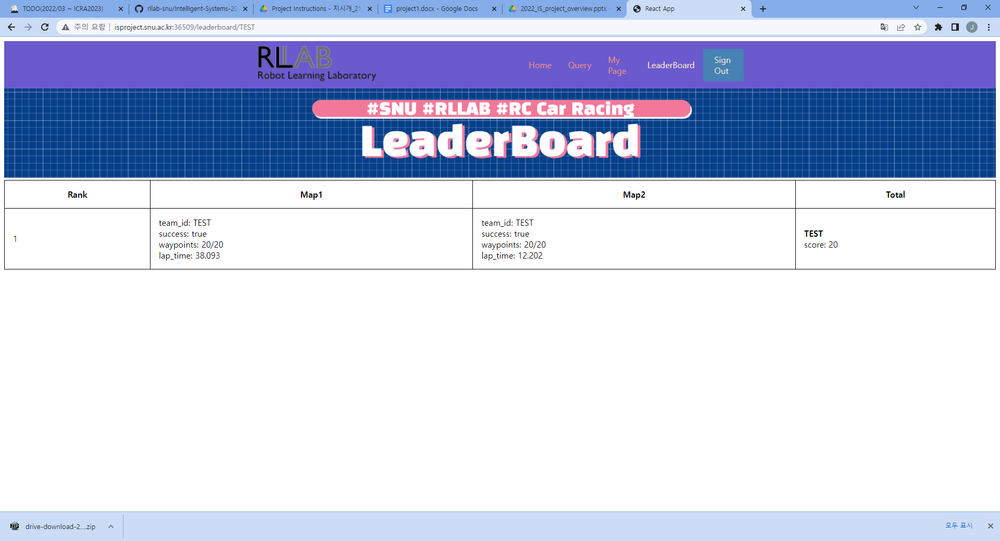 TODO(2022/03 ~ ICRA2023)
rllab-snu/Intelligent-Systems-20
Project Instructions - 지시개_21
project1.docx - Google Docs
2022_IS_project_overview.pptx -
React App
주의 요함
isproject.snu.ac.kr:36509/leaderboard/TEST
J
RLLAB
Robot Learning Laboratory
Home
Query
My
Page
LeaderBoard
Sign
Out
#SNU #RLLAB #RC Car Racing
LeaderBoard
Rank
Map1
Map2
Total
1
team_id: TEST
success: true
waypoints: 20/20
lap_time: 38.093
team_id: TEST
success: true
waypoints: 20/20
lap_time: 12.202
TEST
score: 20
ZIP
drive-download-2....zip
모두 표시